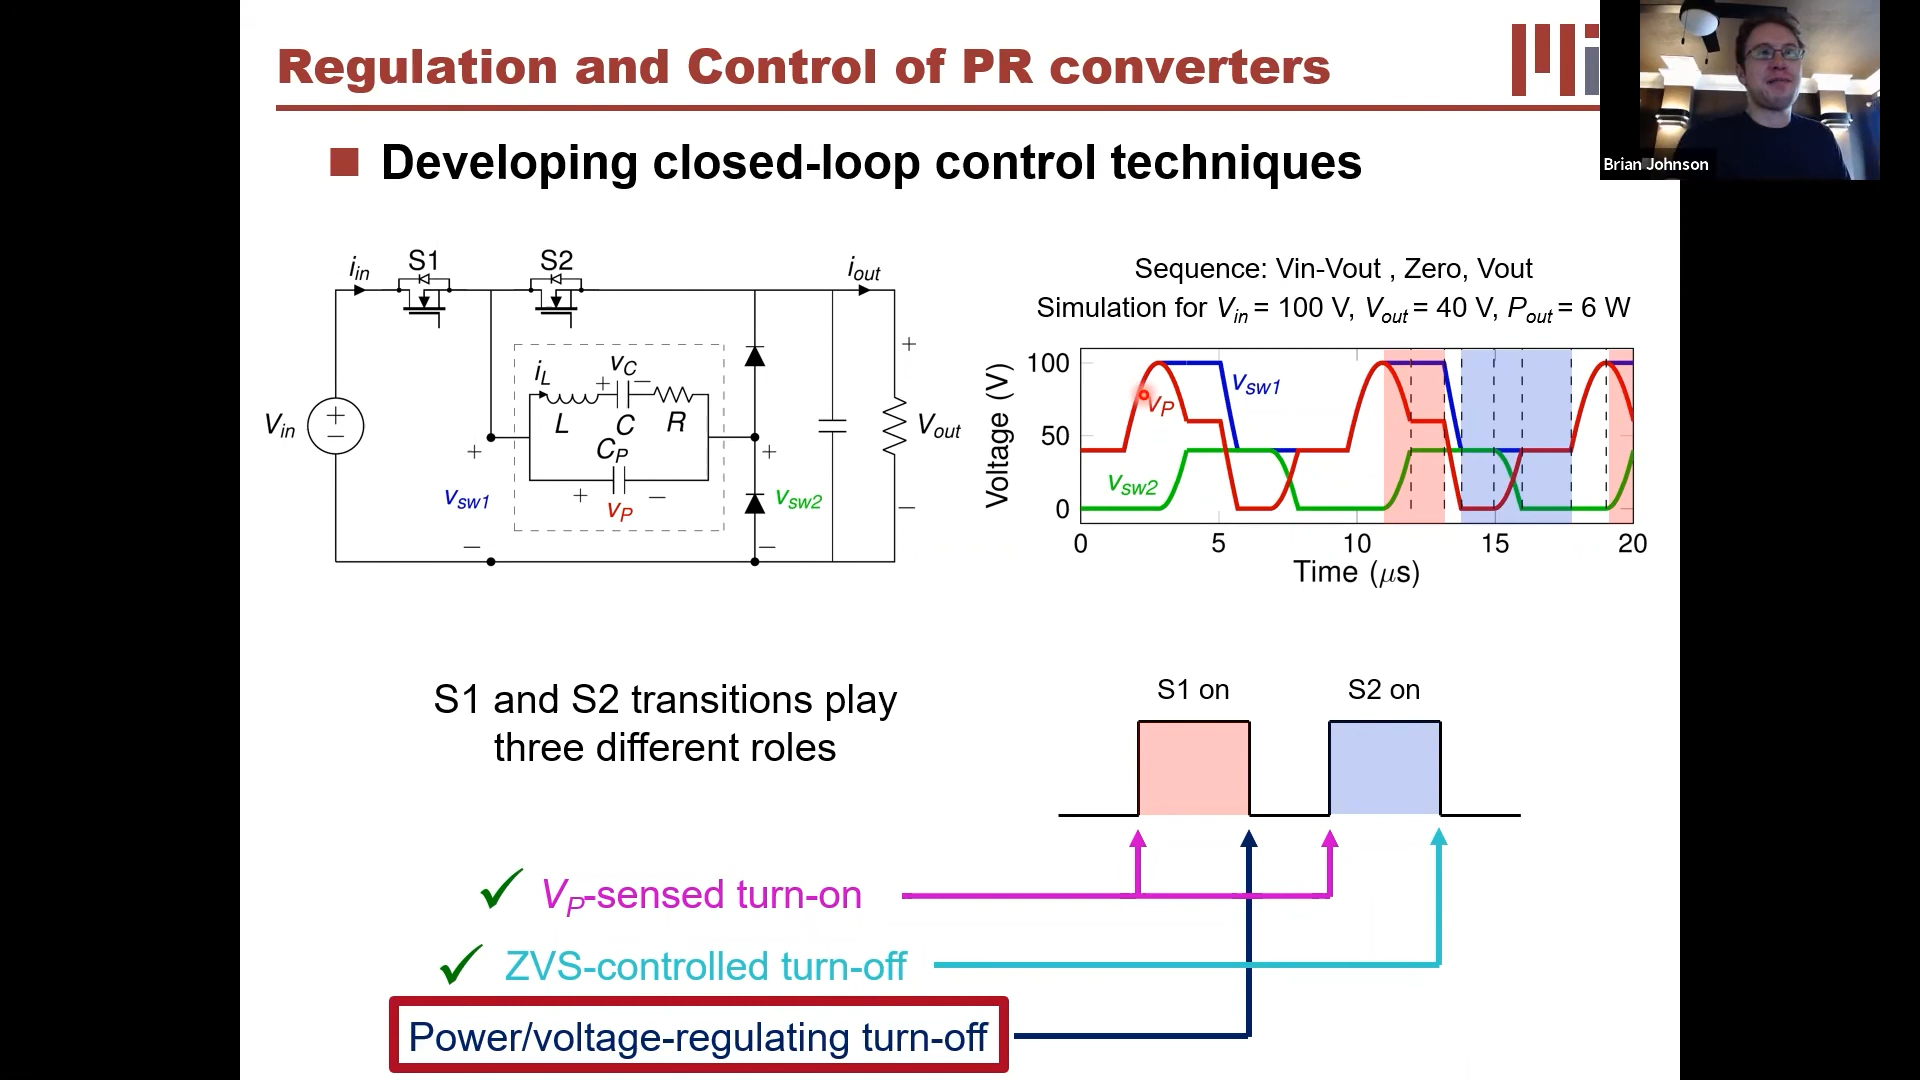 Regulation and Control of PR converters
Brian Johnson
Developing closed-loop control techniques
i_in
S1
S2
i_out
V_in
i_L
v_C
L
C
R
C_P
v_P
v_sw1
v_sw2
V_out
Sequence: Vin-Vout , Zero, Vout
Simulation for V_in = 100 V, V_out = 40 V, P_out = 6 W
Voltage (V)
100
50
0
v_sw1
v_P
v_sw2
0 5 10 15 20
Time (μs)
S1 and S2 transitions play
three different roles
S1 on
S2 on
V_P-sensed turn-on
ZVS-controlled turn-off
Power/voltage-regulating turn-off